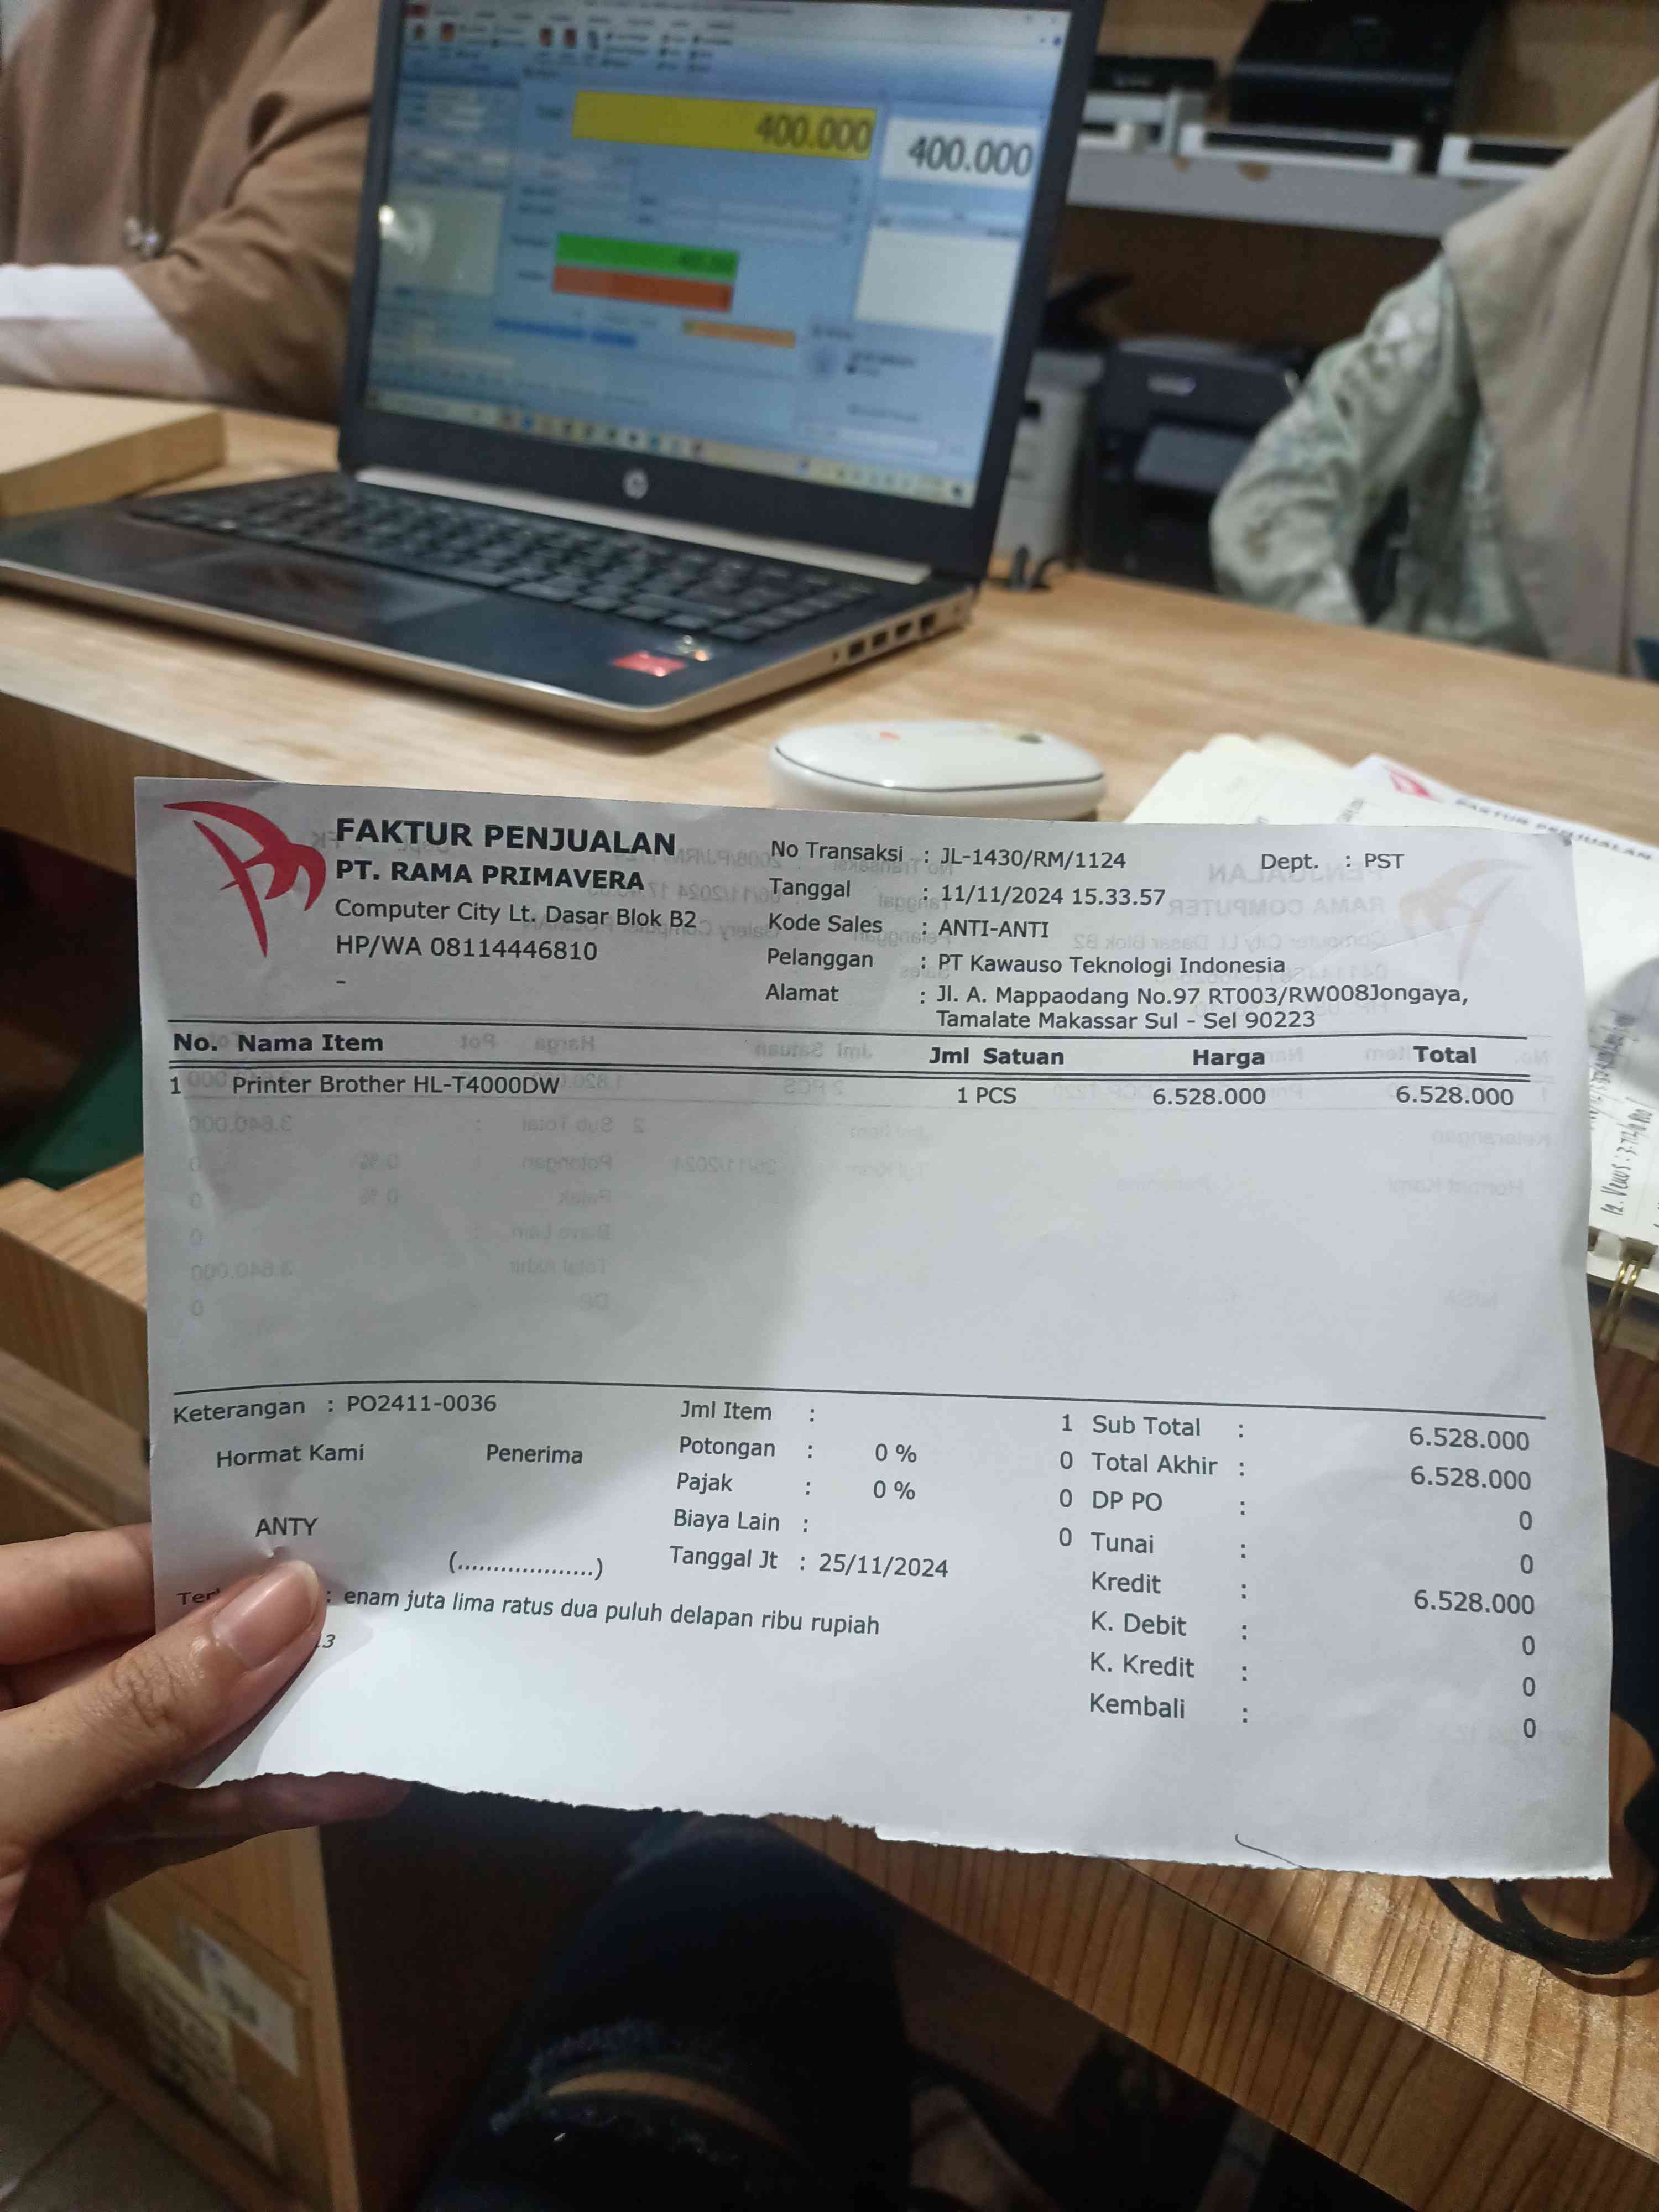 400.000
400.000
FAKTUR PENJUALAN
PT. RAMA PRIMAVERA
Computer City Lt. Dasar Blok B2
HP/WA 08114446810
-
No Transaksi : JL-1430/RM/1124
Dept. : PST
Tanggal : 11/11/2024 15.33.57
Kode Sales : ANTI-ANTI
Pelanggan : PT Kawauso Teknologi Indonesia
Alamat : Jl. A. Mappaodang No.97 RT003/RW008Jongaya,
Tamalate Makassar Sul - Sel 90223
No. Nama Item Jml Satuan Harga Total
1 Printer Brother HL-T4000DW 1 PCS 6.528.000 6.528.000
Keterangan : PO2411-0036
Hormat Kami Penerima
ANTY
(...................)
Jml Item : 1
Potongan : 0 % 0
Pajak : 0 % 0
Biaya Lain : 0
Tanggal Jt : 25/11/2024
Sub Total : 6.528.000
Total Akhir : 6.528.000
DP PO : 0
Tunai : 0
Kredit : 6.528.000
K. Debit : 0
K. Kredit : 0
Kembali : 0
: enam juta lima ratus dua puluh delapan ribu rupiah
FAKTUR PENJUALAN